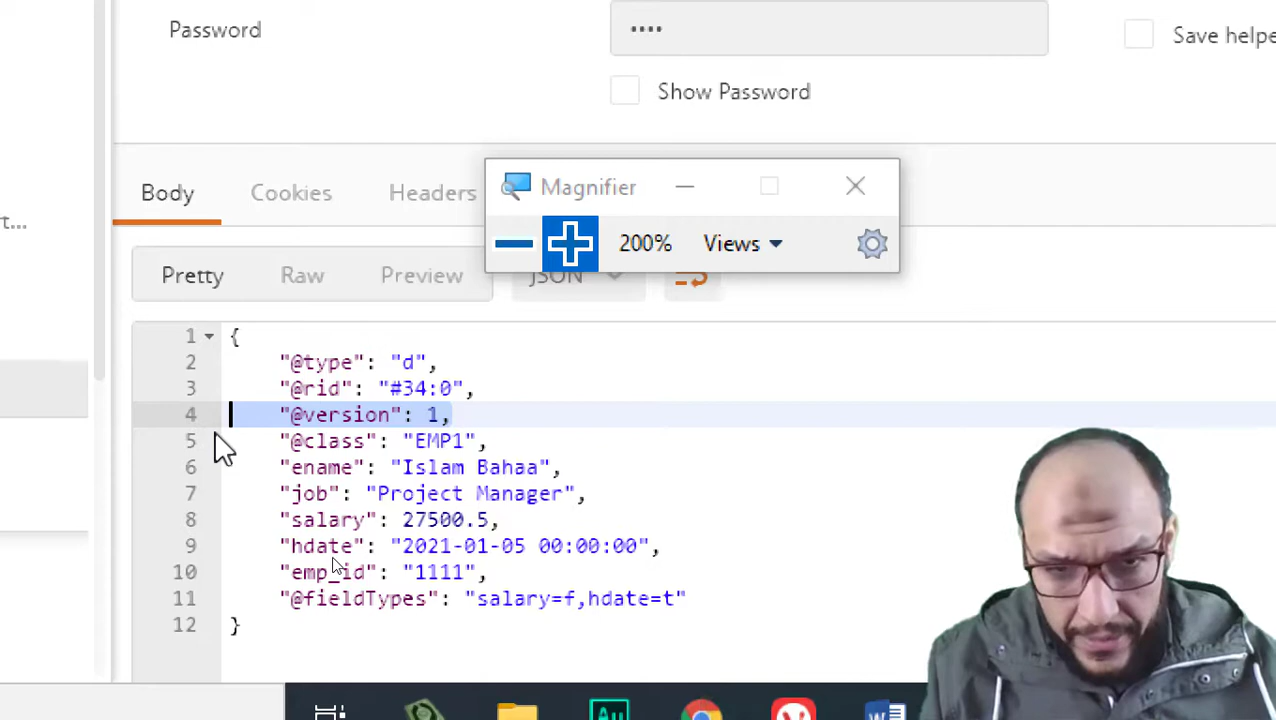 Password
••••
Save helpe
Show Password
Magnifier
200%
Views
Body
Cookies
Headers
rt...
Pretty
Raw
Preview
JSON
1 {
2 "@type": "d",
3 "@rid": "#34:0",
4 "@version": 1,
5 "@class": "EMP1",
6 "ename": "Islam Bahaa",
7 "job": "Project Manager",
8 "salary": 27500.5,
9 "hdate": "2021-01-05 00:00:00",
10 "emp_id": "1111",
11 "@fieldTypes": "salary=f,hdate=t"
12 }
Au
W